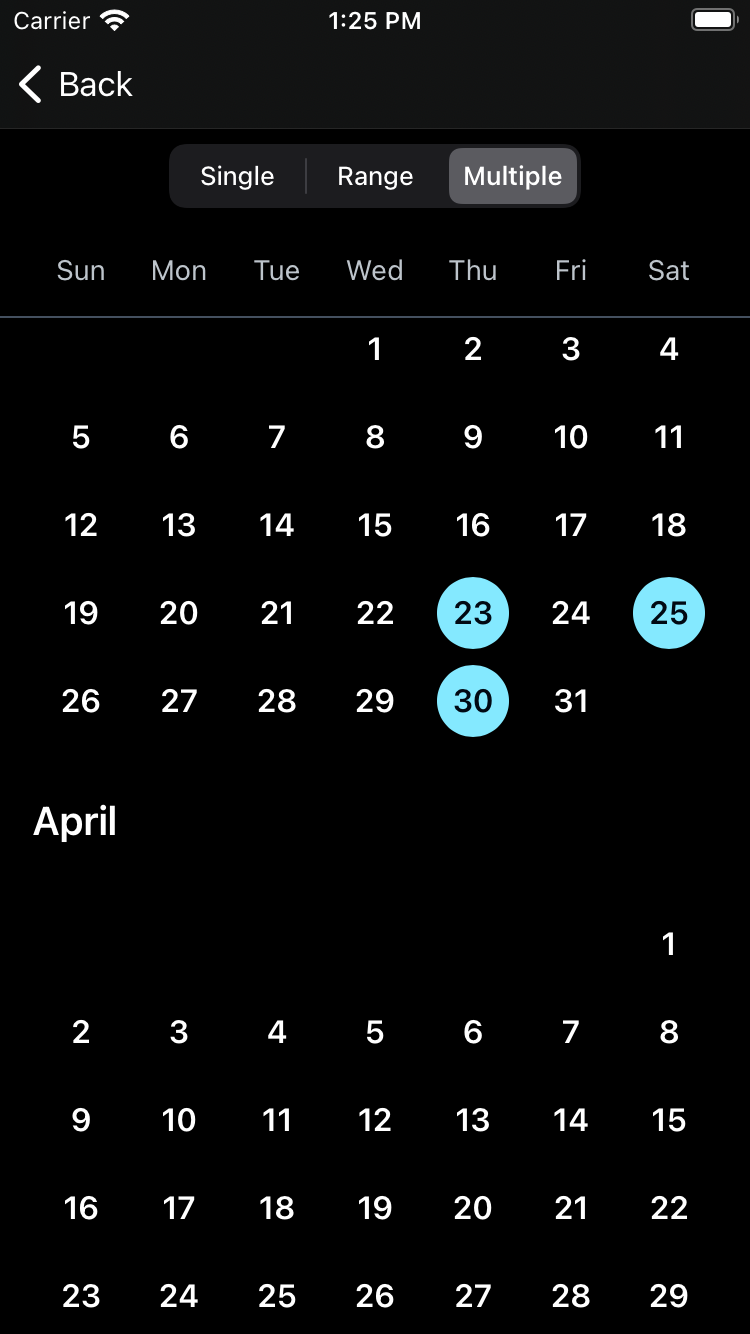 Carrier 1:25 PM
Back
Single Range Multiple
Sun Mon Tue Wed Thu Fri Sat
1 2 3 4
5 6 7 8 9 10 11
12 13 14 15 16 17 18
19 20 21 22 23 24 25
26 27 28 29 30 31
April
1
2 3 4 5 6 7 8
9 10 11 12 13 14 15
16 17 18 19 20 21 22
23 24 25 26 27 28 29